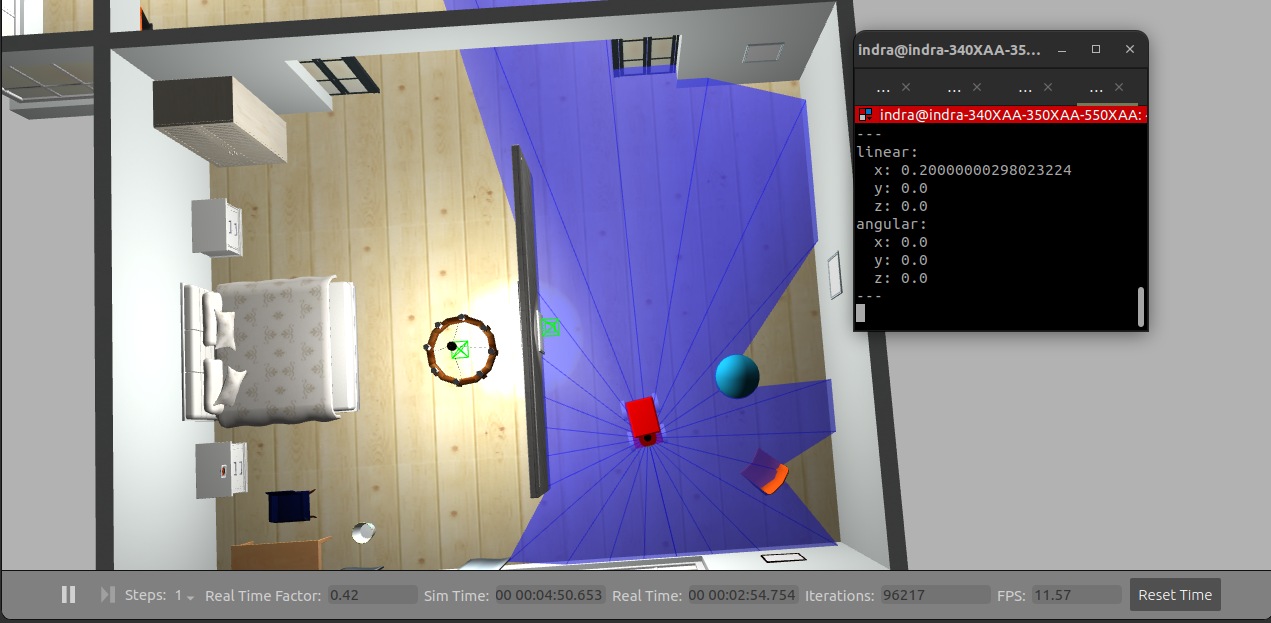 indra@indra-340XAA-35...
...
...
...
...
indra@indra-340XAA-350XAA-550XAA:
---
linear:
  x: 0.20000000298023224
  y: 0.0
  z: 0.0
angular:
  x: 0.0
  y: 0.0
  z: 0.0
---
Steps: 1 Real Time Factor: 0.42 Sim Time: 00 00:04:50.653 Real Time: 00 00:02:54.754 Iterations: 96217 FPS: 11.57 Reset Time